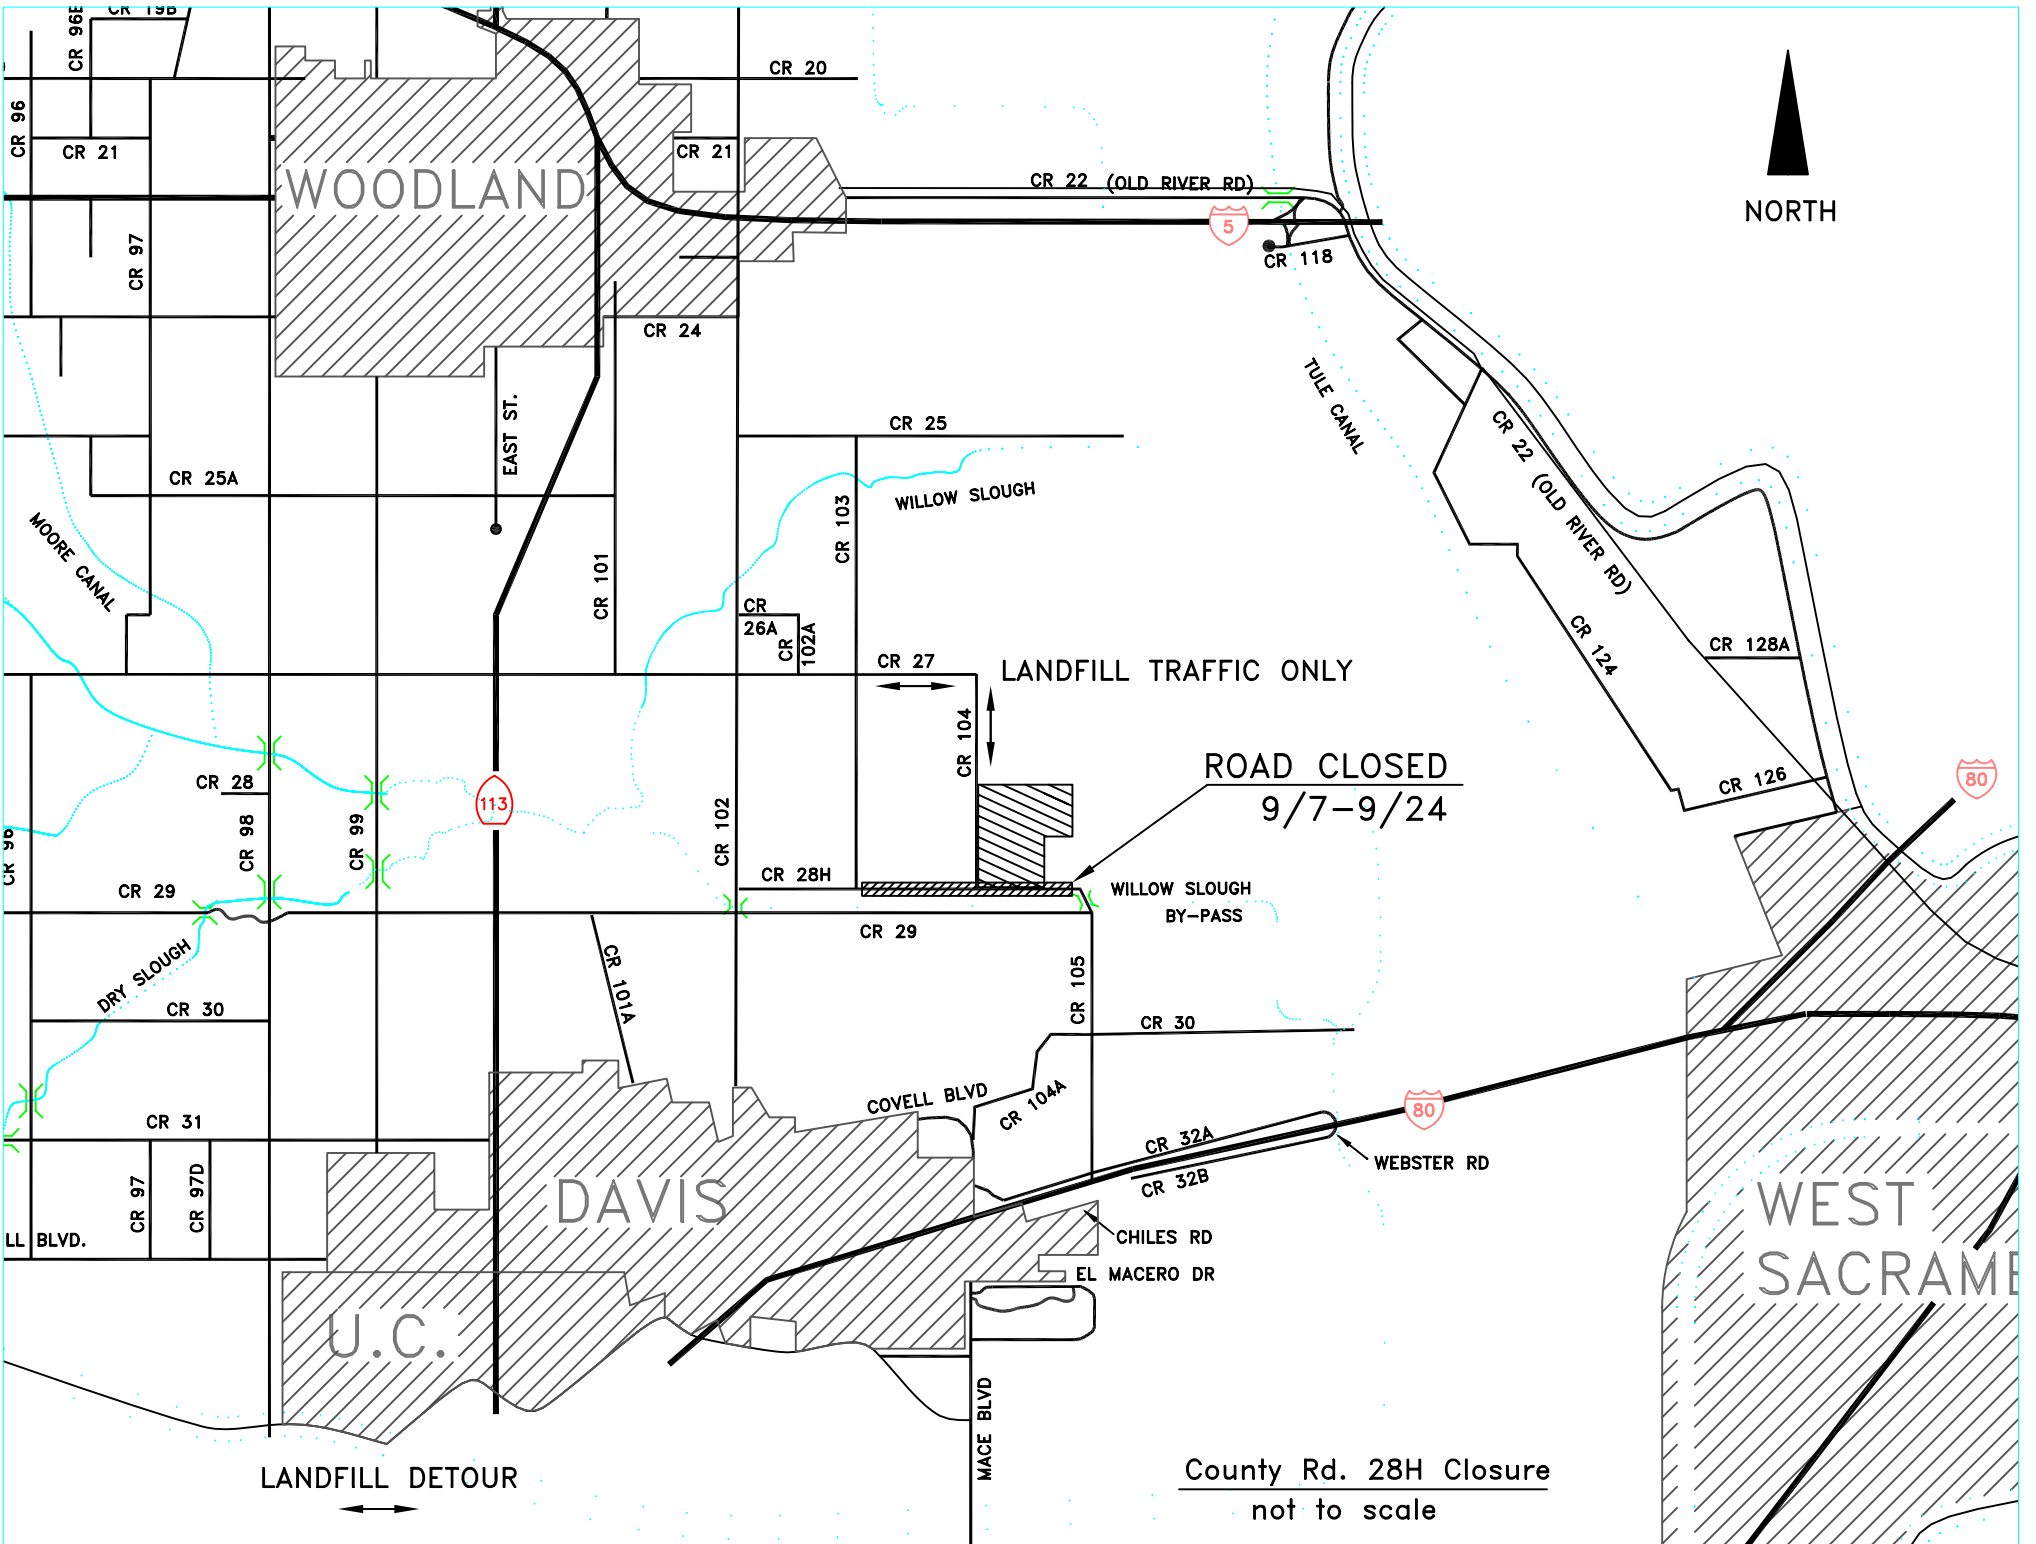 CR 19B
CR 96B
CR 20
CR 96
CR 21
CR 21
WOODLAND
CR 22 (OLD RIVER RD)
5
CR 118
NORTH
CR 97
CR 24
TULE CANAL
EAST ST.
CR 25
CR 25A
WILLOW SLOUGH
CR 103
CR 22 (OLD RIVER RD)
MOORE CANAL
CR 101
CR
26A
CR
102A
CR 124
CR 128A
CR 27
LANDFILL TRAFFIC ONLY
CR 104
ROAD CLOSED
9/7-9/24
CR 126
80
CR 28
113
CR 98
CR 99
CR 102
CR 96
CR 28H
CR 29
WILLOW SLOUGH
BY-PASS
CR 29
DRY SLOUGH
CR 101A
CR 105
CR 30
CR 30
COVELL BLVD
CR 104A
80
CR 31
CR 32A
CR 32B
WEBSTER RD
CR 97
CR 97D
DAVIS
WEST
SACRAME
CHILES RD
LL BLVD.
EL MACERO DR
U.C.
MACE BLVD
LANDFILL DETOUR
County Rd. 28H Closure
not to scale